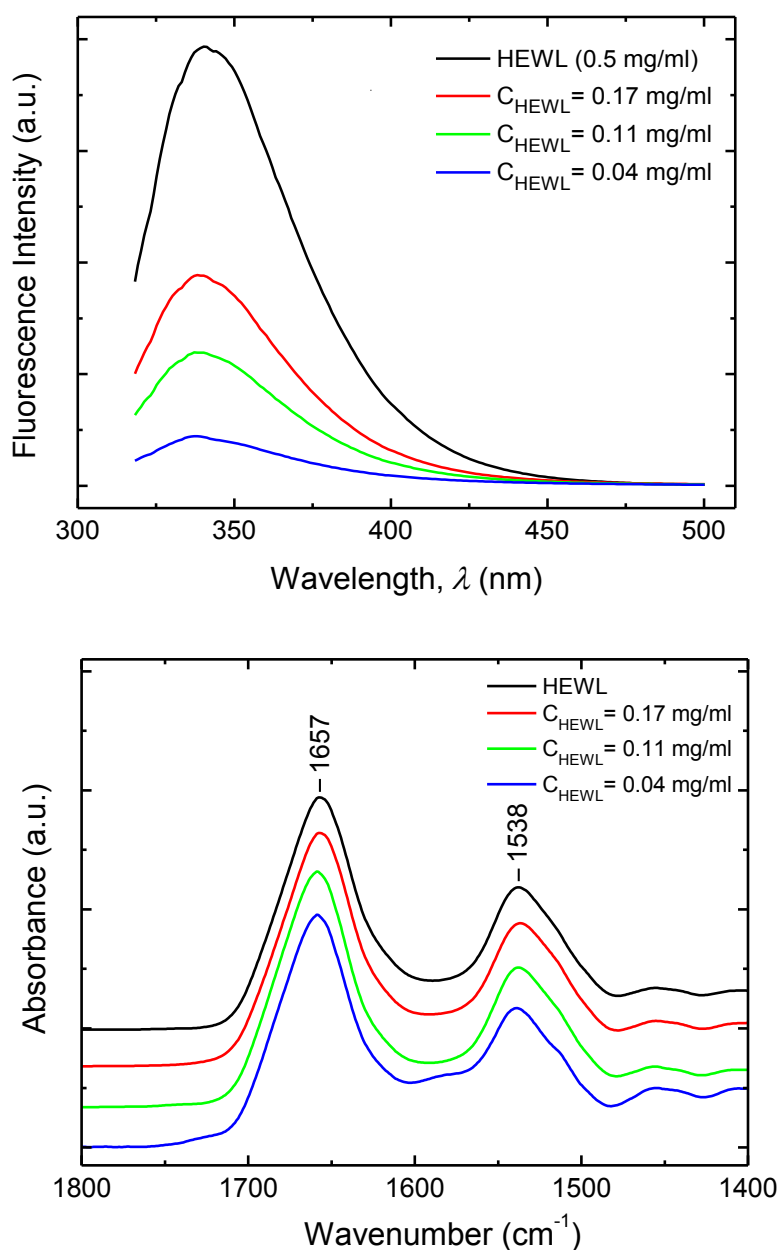 Fluorescence Intensity (a.u.)
HEWL (0.5 mg/ml)
C_HEWL = 0.17 mg/ml
C_HEWL = 0.11 mg/ml
C_HEWL = 0.04 mg/ml
300 350 400 450 500
Wavelength, λ (nm)
Absorbance (a.u.)
HEWL
C_HEWL = 0.17 mg/ml
C_HEWL = 0.11 mg/ml
C_HEWL = 0.04 mg/ml
1657
1538
1800 1700 1600 1500 1400
Wavenumber (cm⁻¹)